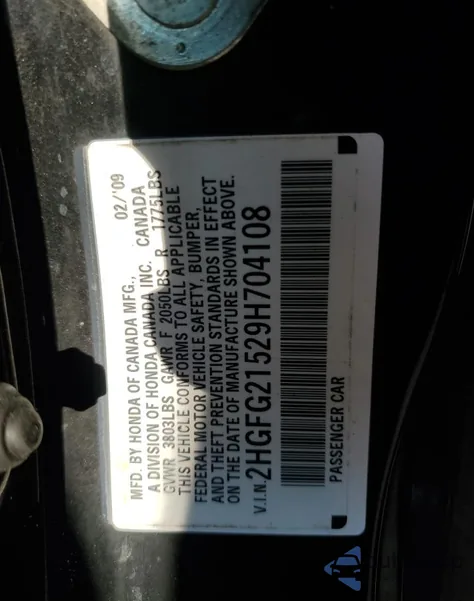 MFD. BY HONDA OF CANADA MFG., 02/'09
A DIVISION OF HONDA CANADA INC. CANADA
GVWR 3803LBS GAWR F 2050LBS R 1775LBS
THIS VEHICLE CONFORMS TO ALL APPLICABLE
FEDERAL MOTOR VEHICLE SAFETY, BUMPER,
AND THEFT PREVENTION STANDARDS IN EFFECT
ON THE DATE OF MANUFACTURE SHOWN ABOVE.
V.I.N. 2HGFG21529H704108
PASSENGER CAR